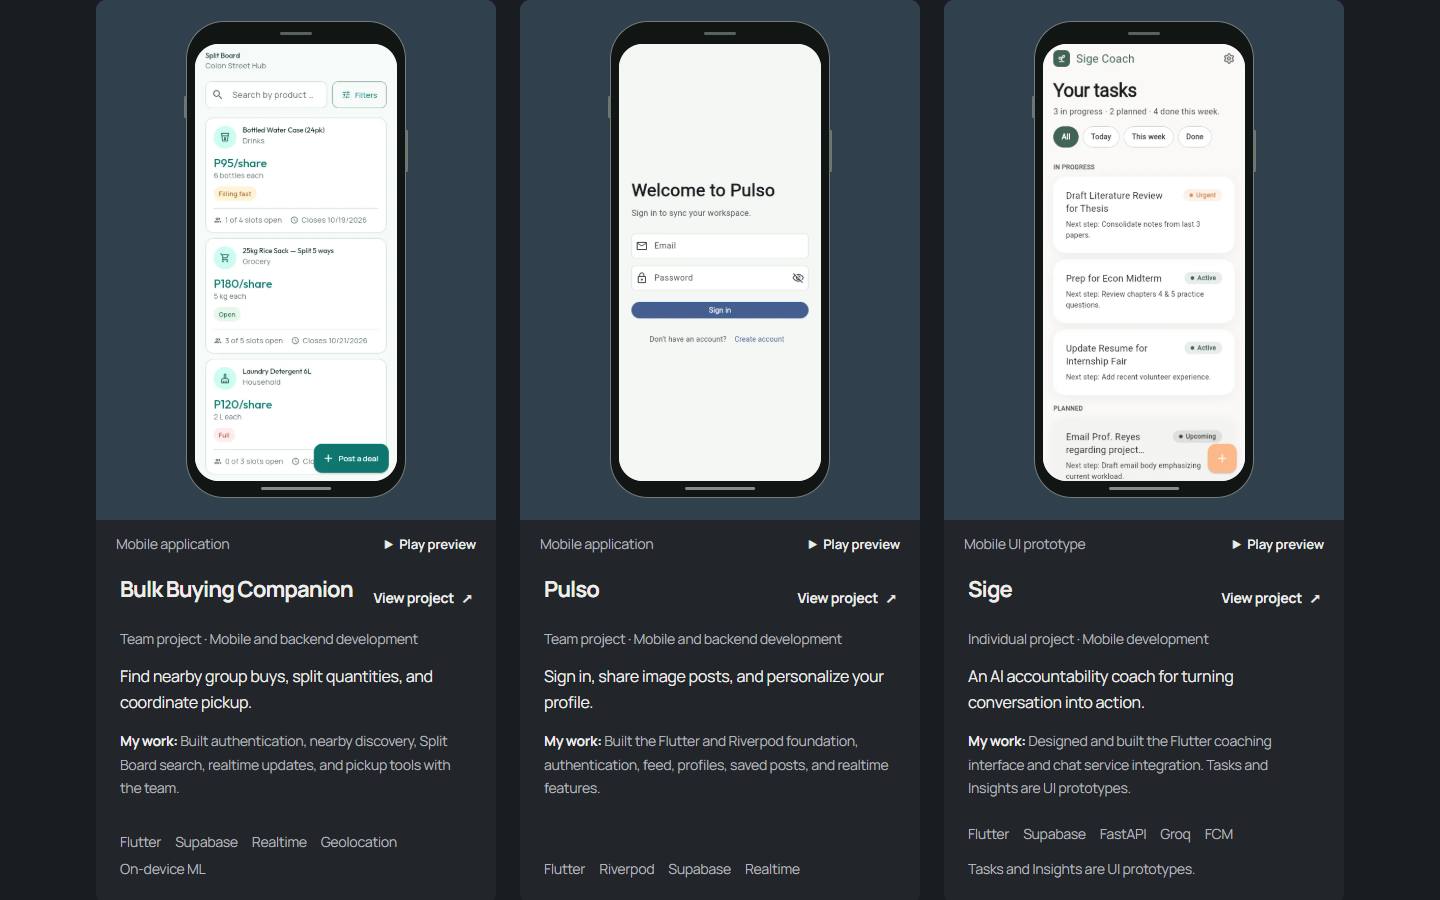 Split Board
Colon Street Hub
Search by product ...
Filters
Bottled Water Case (24pk)
Drinks
P95/share
6 bottles each
Filling fast
1 of 4 slots open
Closes 10/19/2026
25kg Rice Sack — Split 5 ways
Grocery
P180/share
5 kg each
Open
3 of 5 slots open
Closes 10/21/2026
Laundry Detergent 6L
Household
P120/share
2 L each
Full
0 of 3 slots open
Clo
+ Post a deal
Mobile application
Play preview
Bulk Buying Companion
View project ↗
Team project · Mobile and backend development
Find nearby group buys, split quantities, and
coordinate pickup.
My work: Built authentication, nearby discovery, Split
Board search, realtime updates, and pickup tools with
the team.
Flutter Supabase Realtime Geolocation
On-device ML
Welcome to Pulso
Sign in to sync your workspace.
Email
Password
Sign in
Don't have an account? Create account
Mobile application
Play preview
Pulso
View project ↗
Team project · Mobile and backend development
Sign in, share image posts, and personalize your
profile.
My work: Built the Flutter and Riverpod foundation,
authentication, feed, profiles, saved posts, and realtime
features.
Flutter Riverpod Supabase Realtime
Sige Coach
Your tasks
3 in progress · 2 planned · 4 done this week.
All
Today
This week
Done
IN PROGRESS
Draft Literature Review
for Thesis
Urgent
Next step: Consolidate notes from last 3
papers.
Prep for Econ Midterm
Active
Next step: Review chapters 4 & 5 practice
questions.
Update Resume for
Internship Fair
Active
Next step: Add recent volunteer experience.
PLANNED
Email Prof. Reyes
regarding project...
Upcoming
Next step: Draft email body emphasizing
current workload.
+
Mobile UI prototype
Play preview
Sige
View project ↗
Individual project · Mobile development
An AI accountability coach for turning
conversation into action.
My work: Designed and built the Flutter coaching
interface and chat service integration. Tasks and
Insights are UI prototypes.
Flutter Supabase FastAPI Groq FCM
Tasks and Insights are UI prototypes.